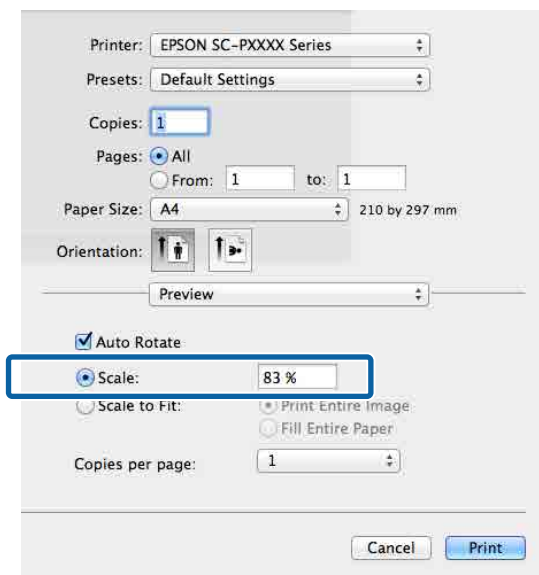 Printer: EPSON SC-PXXXX Series
Presets: Default Settings
Copies: 1
Pages: All
From: 1 to: 1
Paper Size: A4 210 by 297 mm
Orientation:
Preview
Auto Rotate
Scale: 83 %
Scale to Fit: Print Entire Image
Fill Entire Paper
Copies per page: 1
Cancel Print